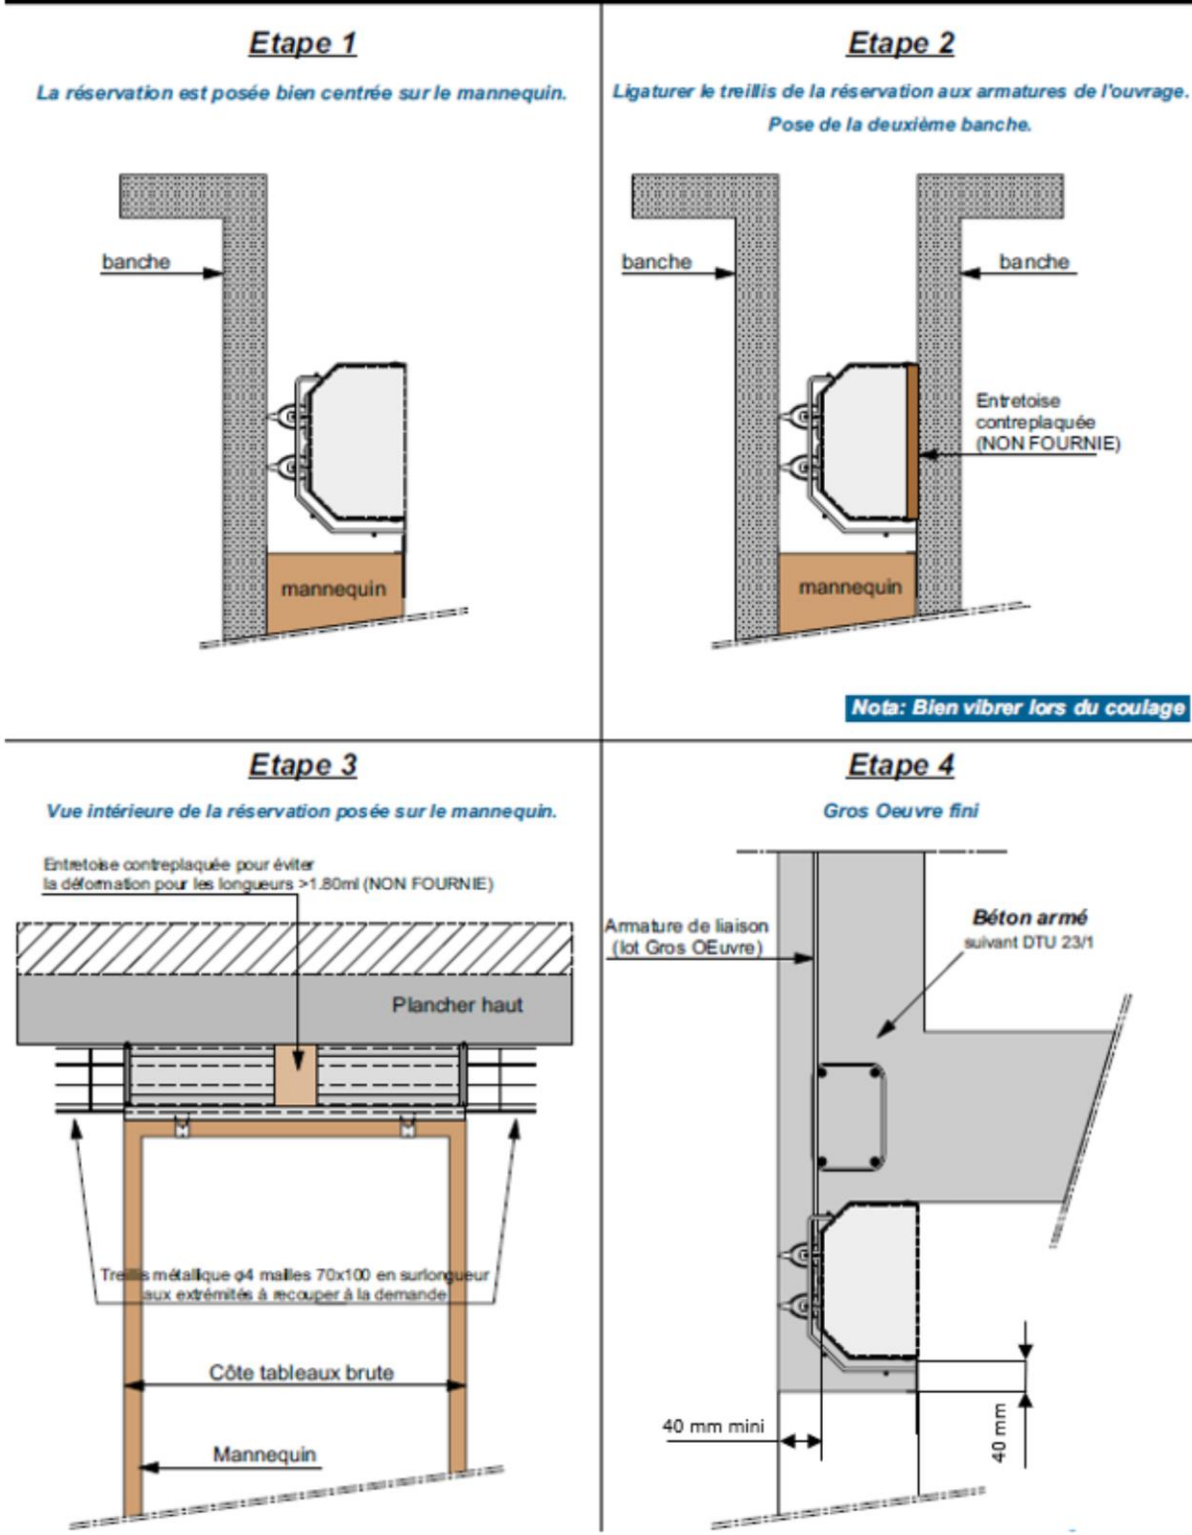 Etape 1
La réservation est posée bien centrée sur le mannequin.
banche
mannequin
Etape 2
Ligaturer le treillis de la réservation aux armatures de l'ouvrage.
Pose de la deuxième banche.
banche
banche
Entretoise
contreplaquée
(NON FOURNIE)
mannequin
Nota: Bien vibrer lors du coulage
Etape 3
Vue intérieure de la réservation posée sur le mannequin.
Entretoise contreplaquée pour éviter
la déformation pour les longueurs >1.80ml (NON FOURNIE)
Plancher haut
Treillis métallique φ4 mailles 70x100 en surlongueur
aux extrémités à recouper à la demande
Côte tableaux brute
Mannequin
Etape 4
Gros Oeuvre fini
Armature de liaison
(lot Gros OEuvre)
Béton armé
suivant DTU 23/1
40 mm mini
40 mm